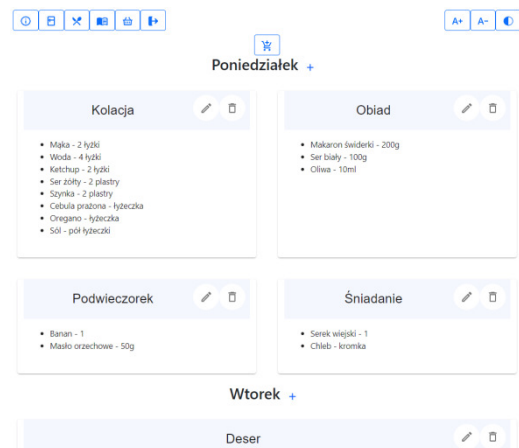 A+ A-
Poniedziałek +
Kolacja
Mąka - 2 łyżki
Woda - 4 łyżki
Ketchup - 2 łyżki
Ser żółty - 2 plastry
Szynka - 2 plastry
Cebula prażona - łyżeczka
Oregano - łyżeczka
Sól - pół łyżeczki
Obiad
Makaron świderki - 200g
Ser biały - 100g
Oliwa - 10ml
Podwieczorek
Banan - 1
Masło orzechowe - 50g
Śniadanie
Serek wiejski - 1
Chleb - kromka
Wtorek +
Deser